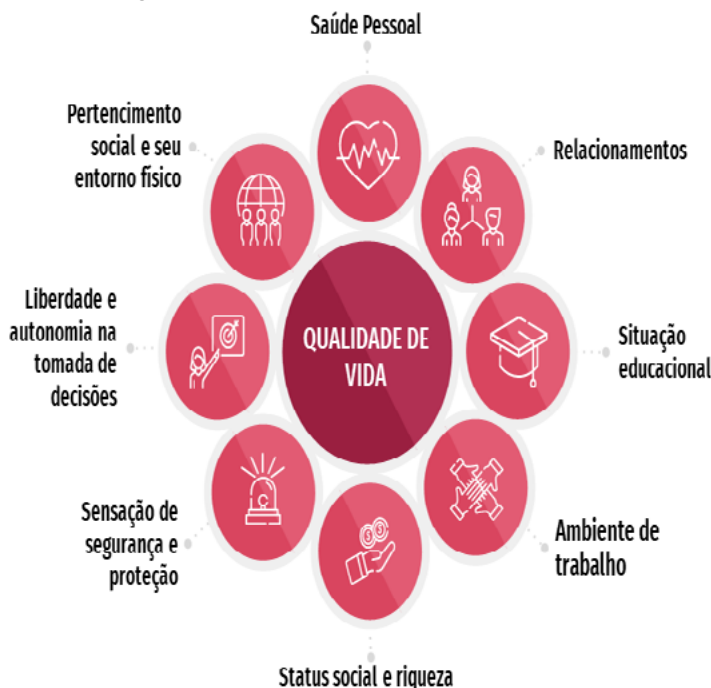 Saúde Pessoal
Pertencimento
social e seu
entorno físico
Relacionamentos
Liberdade e
autonomia na
tomada de
decisões
QUALIDADE DE
VIDA
Situação
educacional
Sensação de
segurança e
proteção
Ambiente de
trabalho
Status social e riqueza